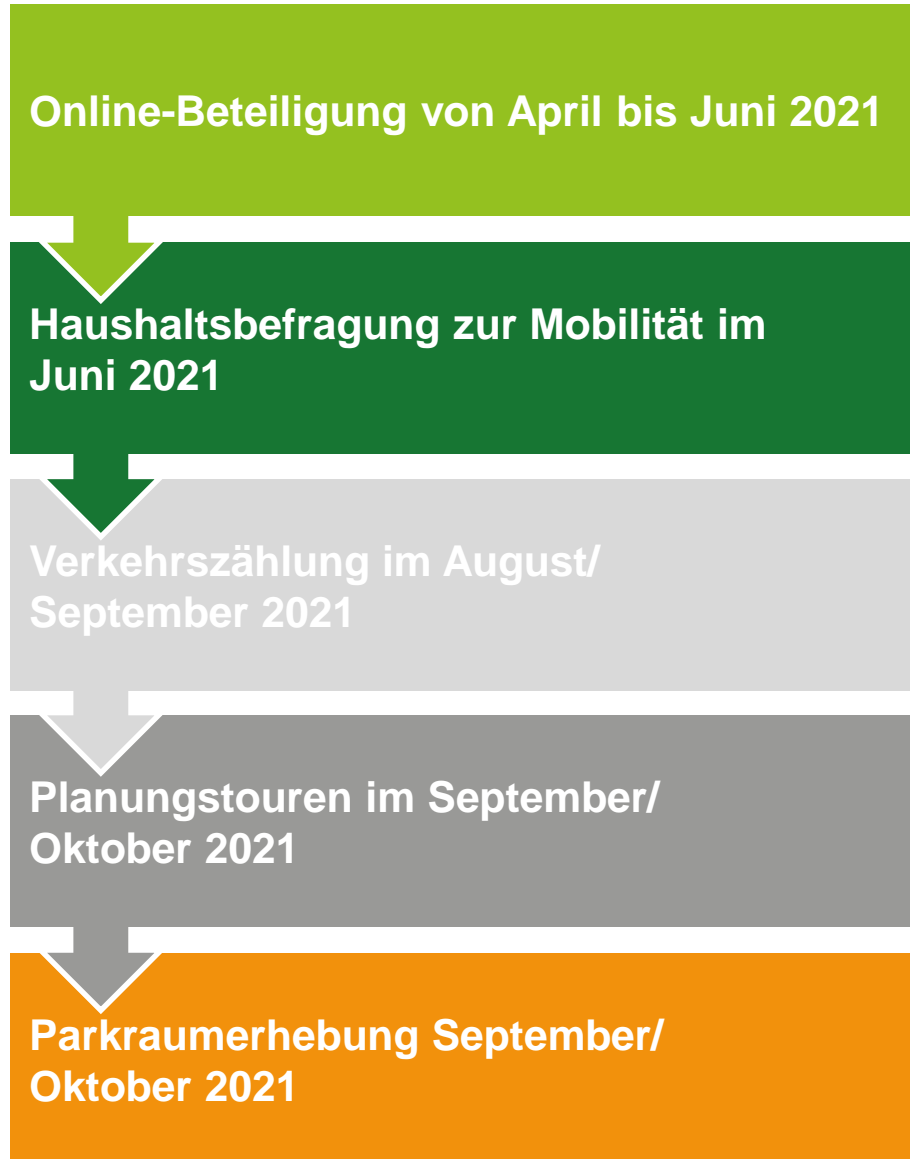 Online-Beteiligung von April bis Juni 2021
Haushaltsbefragung zur Mobilität im
Juni 2021
Verkehrszählung im August/
September 2021
Planungstouren im September/
Oktober 2021
Parkraumerhebung September/
Oktober 2021